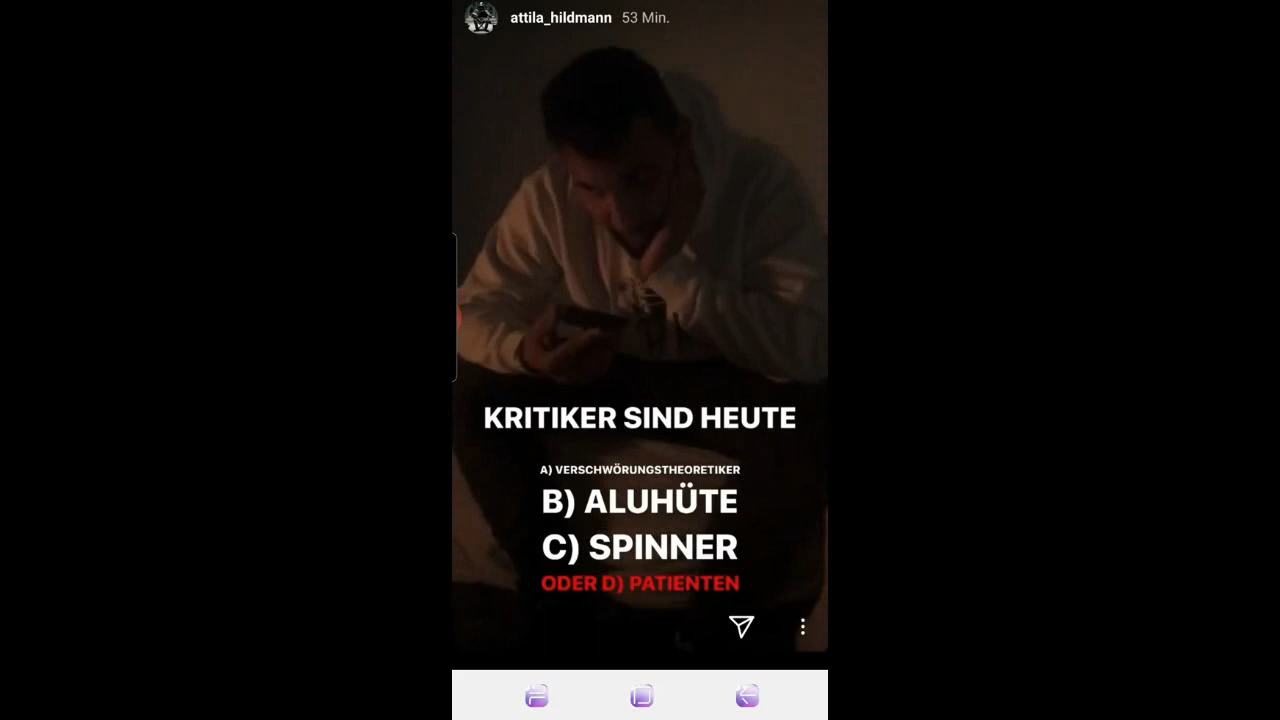 attila_hildmann 53 Min.
KRITIKER SIND HEUTE
A) VERSCHWÖRUNGSTHEORETIKER
B) ALUHÜTE
C) SPINNER
ODER D) PATIENTEN